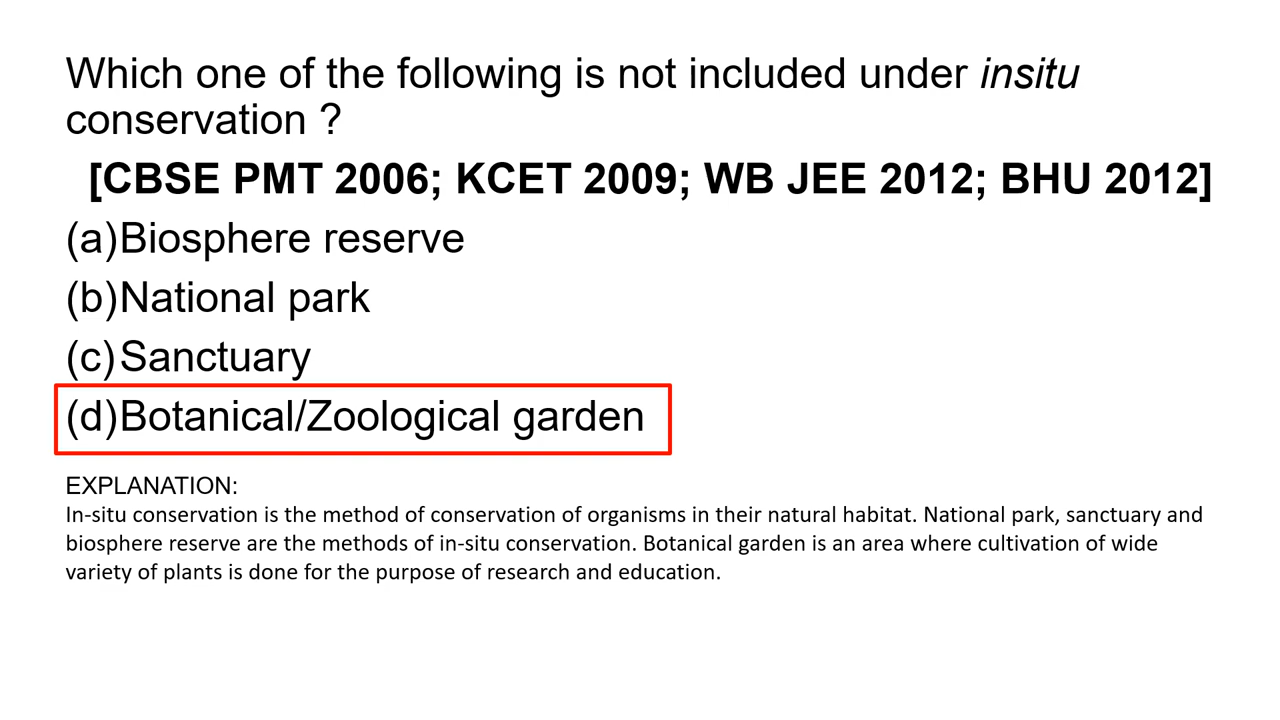 Which one of the following is not included under insitu
conservation ?
[CBSE PMT 2006; KCET 2009; WB JEE 2012; BHU 2012]
(a)Biosphere reserve
(b)National park
(c)Sanctuary
(d)Botanical/Zoological garden
EXPLANATION:
In-situ conservation is the method of conservation of organisms in their natural habitat. National park, sanctuary and
biosphere reserve are the methods of in-situ conservation. Botanical garden is an area where cultivation of wide
variety of plants is done for the purpose of research and education.